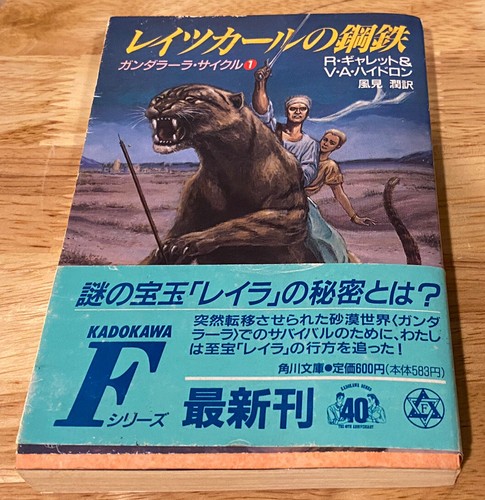 レイツカールの鋼鉄
ガンダラーラ・サイクル1
R・ギャレット&
V・A・ハイドロン
風見 潤訳
謎の宝玉「レイラ」の秘密とは?
KADOKAWA
F
シリーズ
突然転移させられた砂漠世界〈ガンダ
ラーラ〉でのサバイバルのために、わたし
は至宝「レイラ」の行方を追った!
角川文庫●定価600円(本体583円)
最新刊
KADOKAWA BUNKO
40
THE 40TH ANNIVERSARY
F